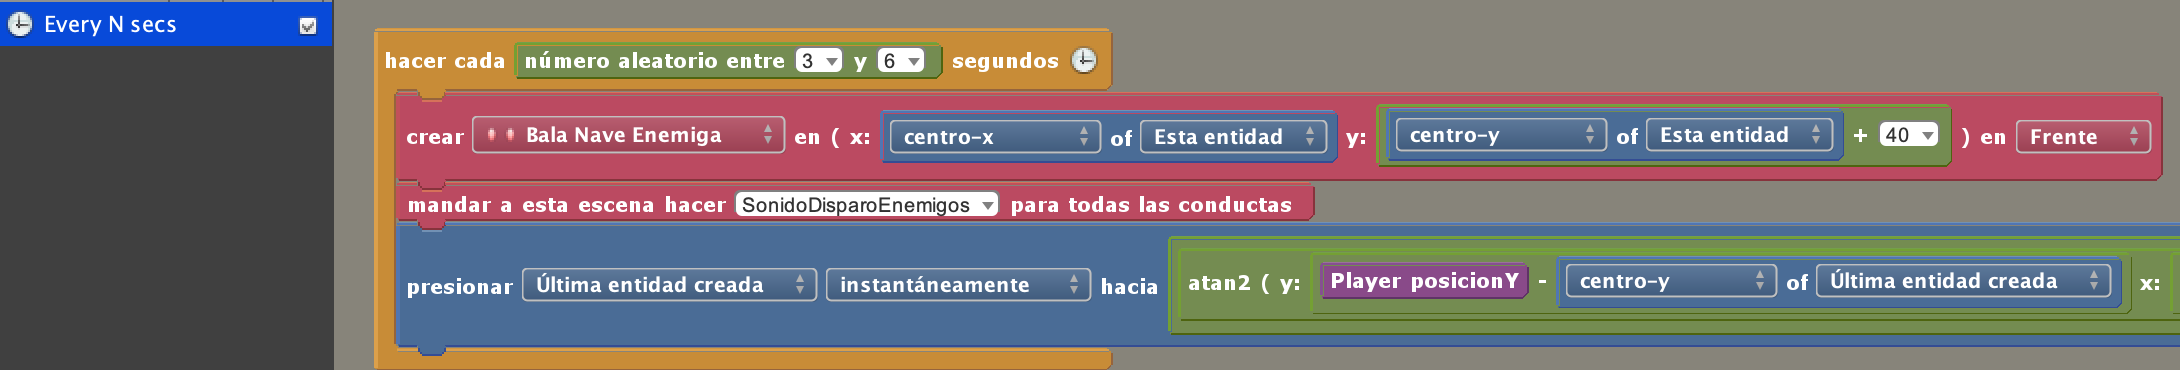 Every N secs
hacer cada número aleatorio entre 3 y 6 segundos
crear Bala Nave Enemiga en ( x: centro-x of Esta entidad y: centro-y of Esta entidad + 40 ) en Frente
mandar a esta escena hacer SonidoDisparoEnemigos para todas las conductas
presionar Última entidad creada instantáneamente hacia atan2 ( y: Player posicionY - centro-y of Última entidad creada x: